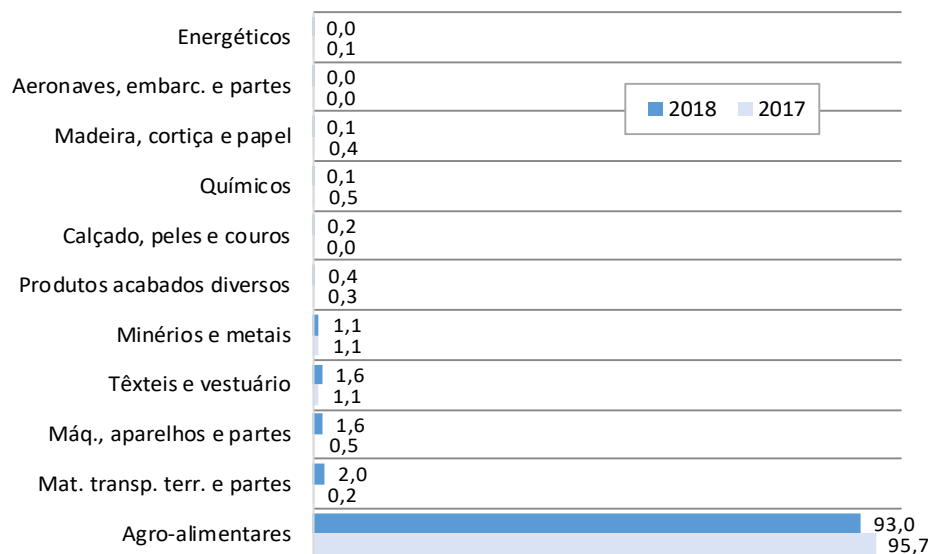 Energéticos
0,0
0,1
Aeronaves, embarc. e partes
0,0
0,0
2018 2017
Madeira, cortiça e papel
0,1
0,4
Químicos
0,1
0,5
Calçado, peles e couros
0,2
0,0
Produtos acabados diversos
0,4
0,3
Minérios e metais
1,1
1,1
Têxteis e vestuário
1,6
1,1
Máq., aparelhos e partes
1,6
0,5
Mat. transp. terr. e partes
2,0
0,2
Agro-alimentares
93,0
95,7